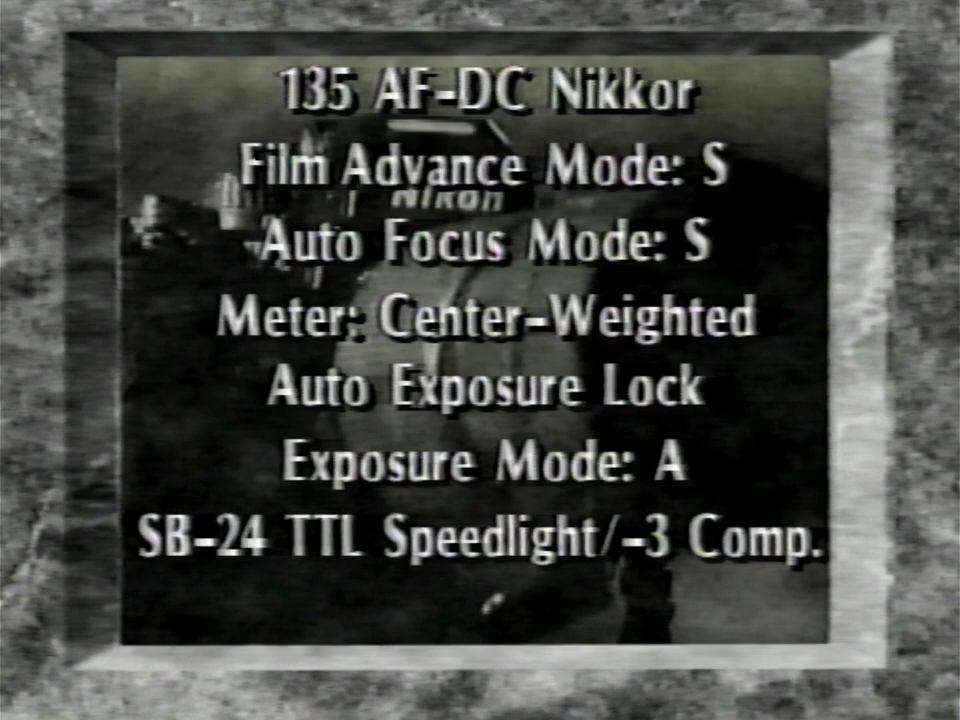 135 AF-DC Nikkor
Film Advance Mode: S
Nikon
Auto Focus Mode: S
Meter: Center-Weighted
Auto Exposure Lock
Exposure Mode: A
SB-24 TTL Speedlight/-3 Comp.